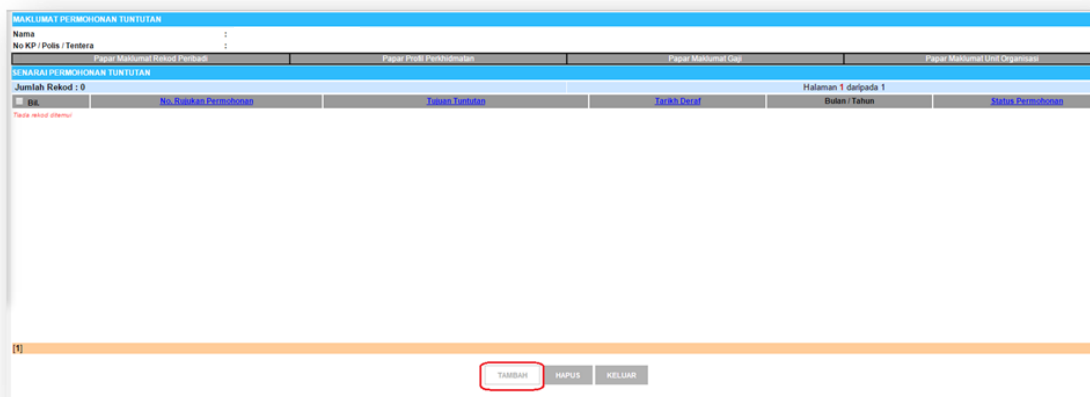 MAKLUMAT PERMOHONAN TUNTUTAN
Nama :
No KP / Polis / Tentera :
Papar Maklumat Rekod Peribadi Papar Profil Perkhidmatan Papar Maklumat Gaji Papar Maklumat Unit Organisasi
SENARAI PERMOHONAN TUNTUTAN
Jumlah Rekod : 0 Halaman 1 daripada 1
Bil. No. Rujukan Permohonan Tujuan Tuntutan Tarikh Deraf Bulan / Tahun Status Permohonan
Tiada rekod ditemui
[1]
TAMBAH HAPUS KELUAR